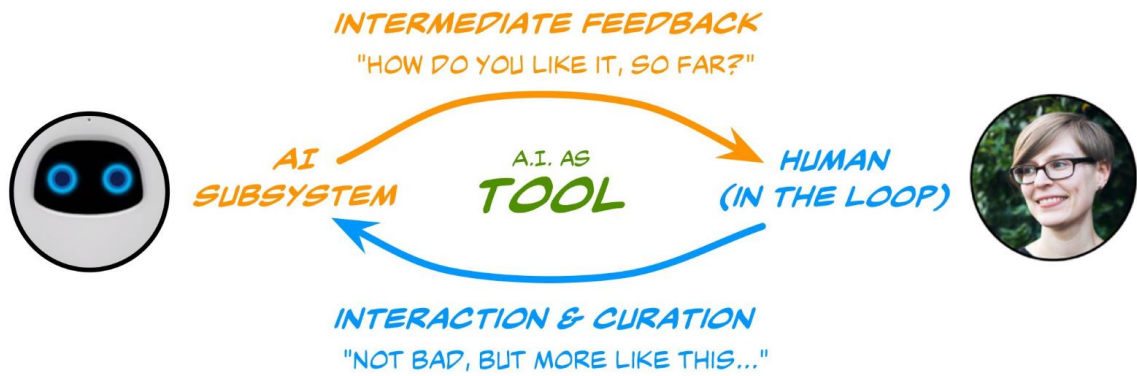 INTERMEDIATE FEEDBACK
"HOW DO YOU LIKE IT, SO FAR?"
AI
SUBSYSTEM
A.I. AS
TOOL
HUMAN
(IN THE LOOP)
INTERACTION & CURATION
"NOT BAD, BUT MORE LIKE THIS..."